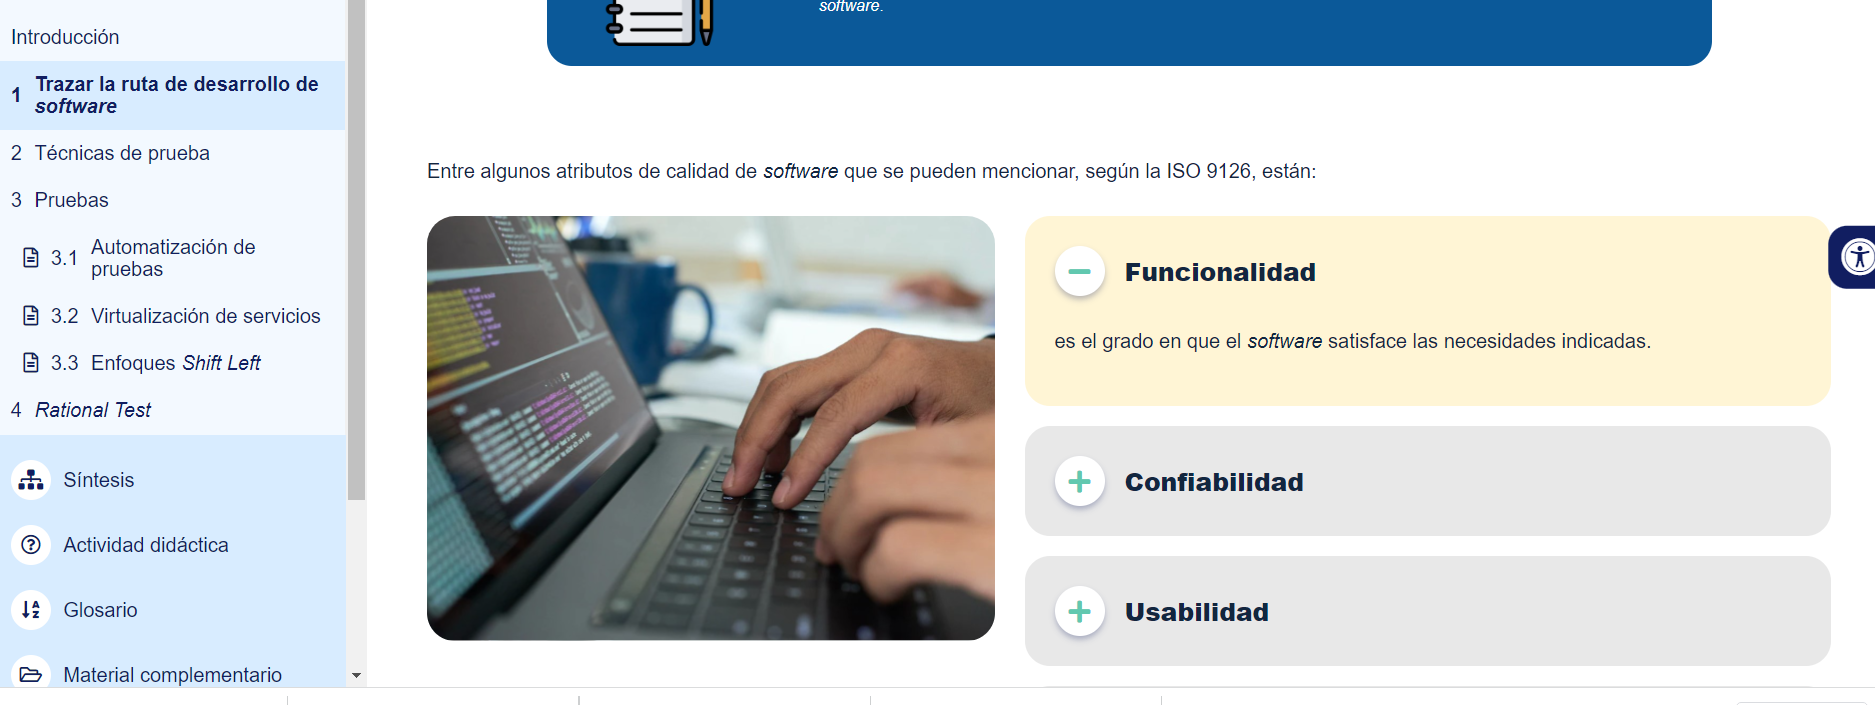 software.
Introducción
1 Trazar la ruta de desarrollo de
software
2 Técnicas de prueba
3 Pruebas
3.1 Automatización de
pruebas
3.2 Virtualización de servicios
3.3 Enfoques Shift Left
4 Rational Test
Síntesis
Actividad didáctica
Glosario
Material complementario
Entre algunos atributos de calidad de software que se pueden mencionar, según la ISO 9126, están:
Funcionalidad
es el grado en que el software satisface las necesidades indicadas.
Confiabilidad
Usabilidad